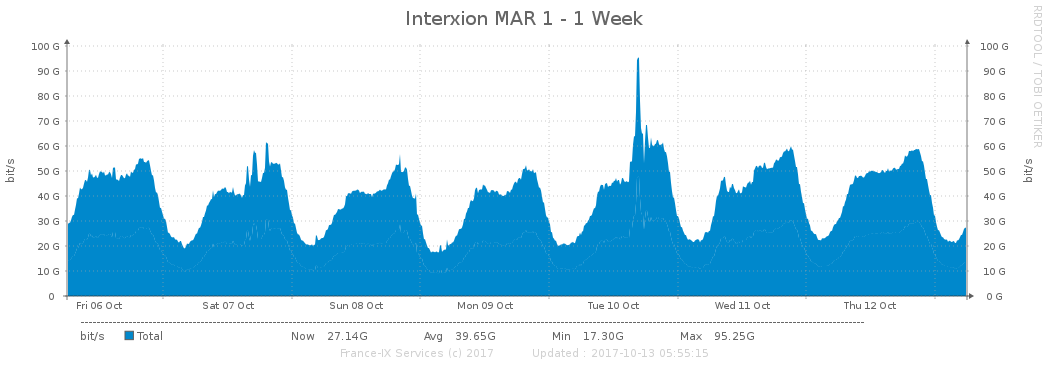 Interxion MAR 1 - 1 Week
RRDTOOL / TOBI OETIKER
bit/s
100 G
90 G
80 G
70 G
60 G
50 G
40 G
30 G
20 G
10 G
0
100 G
90 G
80 G
70 G
60 G
50 G
40 G
30 G
20 G
10 G
0 G
bit/s
Fri 06 Oct Sat 07 Oct Sun 08 Oct Mon 09 Oct Tue 10 Oct Wed 11 Oct Thu 12 Oct
bit/s Total Now 27.14G Avg 39.65G Min 17.30G Max 95.25G
France-IX Services (c) 2017 Updated : 2017-10-13 05:55:15